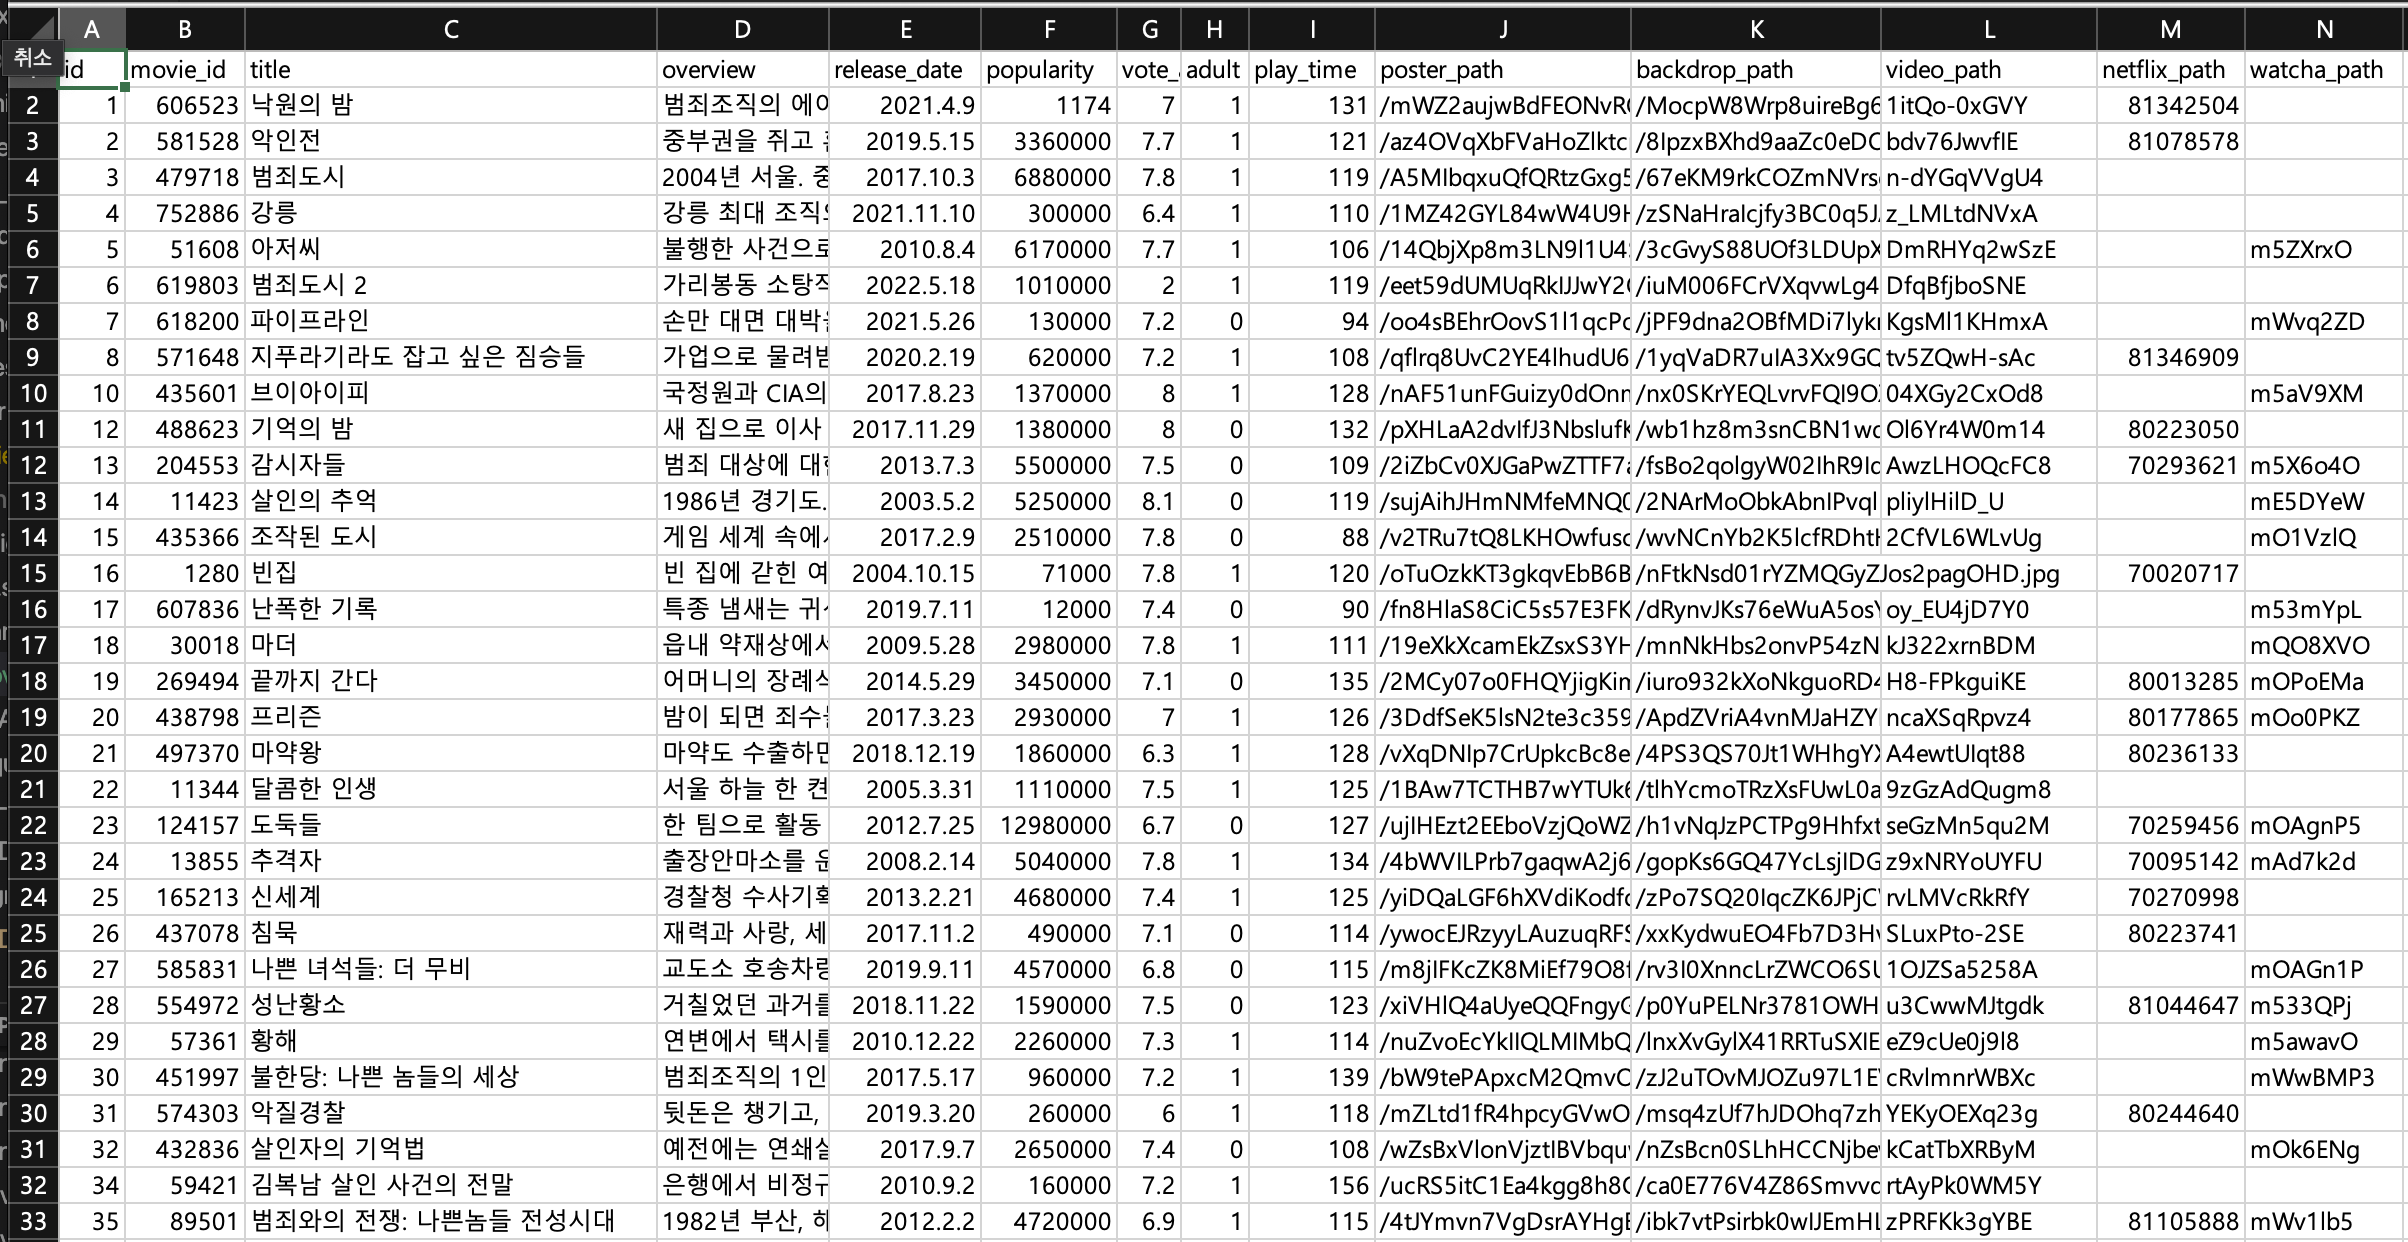 A B C D E F G H I J K L M N
취소
id movie_id title overview release_date popularity vote_ adult play_time poster_path backdrop_path video_path netflix_path watcha_path
2 1 606523 낙원의 밤 범죄조직의 에이 2021.4.9 1174 7 1 131 /mWZ2aujwBdFEONvR /MocpW8Wrp8uireBg6 1itQo-0xGVY 81342504
3 2 581528 악인전 중부권을 쥐고 2019.5.15 3360000 7.7 1 121 /az4OVqXbFVaHoZlktc /8IpzxBXhd9aaZc0eDC bdv76JwvfIE 81078578
4 3 479718 범죄도시 2004년 서울. 중 2017.10.3 6880000 7.8 1 119 /A5MIbqxuQfQRtzGxg5 /67eKM9rkCOZmNVrs n-dYGqVVgU4
5 4 752886 강릉 강릉 최대 조직의 2021.11.10 300000 6.4 1 110 /1MZ42GYL84wW4U9H /zSNaHraIcjfy3BC0q5J z_LMLtdNVxA
6 5 51608 아저씨 불행한 사건으로 2010.8.4 6170000 7.7 1 106 /14QbjXp8m3LN9l1U4 /3cGvyS88UOf3LDUpX DmRHYq2wSzE m5ZXrxO
7 6 619803 범죄도시 2 가리봉동 소탕작 2022.5.18 1010000 2 1 119 /eet59dUMUqRkIJJwY2 /iuM006FCrVXqvwLg4 DfqBfjboSNE
8 7 618200 파이프라인 손만 대면 대박을 2021.5.26 130000 7.2 0 94 /oo4sBEhrOovS1l1qcPc /jPF9dna2OBfMDi7lyk KgsMl1KHmxA mWvq2ZD
9 8 571648 지푸라기라도 잡고 싶은 짐승들 가업으로 물려받 2020.2.19 620000 7.2 1 108 /qflrq8UvC2YE4lhudU6 /1yqVaDR7uIA3Xx9GC tv5ZQwH-sAc 81346909
10 10 435601 브이아이피 국정원과 CIA의 2017.8.23 1370000 8 1 128 /nAF51unFGuizy0dOnn /nx0SKrYEQLvrvFQI9O 04XGy2CxOd8 m5aV9XM
11 12 488623 기억의 밤 새 집으로 이사 2017.11.29 1380000 8 0 132 /pXHLaA2dvIfJ3NbslufK /wb1hz8m3snCBN1wc Ol6Yr4W0m14 80223050
12 13 204553 감시자들 범죄 대상에 대한 2013.7.3 5500000 7.5 0 109 /2iZbCv0XJGaPwZTTF7 /fsBo2qolgyW02IhR9Ic AwzLHOQcFC8 70293621 m5X6o4O
13 14 11423 살인의 추억 1986년 경기도. 2003.5.2 5250000 8.1 0 119 /sujAihJHmNMfeMNQ0 /2NArMoObkAbnIPvql pliylHilD_U mE5DYeW
14 15 435366 조작된 도시 게임 세계 속에서 2017.2.9 2510000 7.8 0 88 /v2TRu7tQ8LKHOwfusc /wvNCnYb2K5lcfRDht 2CfVL6WLvUg mO1VzlQ
15 16 1280 빈집 빈 집에 갇힌 여 2004.10.15 71000 7.8 1 120 /oTuOzkKT3gkqvEbB6B /nFtkNsd01rYZMQGyZJos2pagOHD.jpg 70020717
16 17 607836 난폭한 기록 특종 냄새는 귀 2019.7.11 12000 7.4 0 90 /fn8HlaS8CiC5s57E3FK /dRynvJKs76eWuA5os oy_EU4jD7Y0 m53mYpL
17 18 30018 마더 읍내 약재상에서 2009.5.28 2980000 7.8 1 111 /19eXkXcamEkZsxS3YH /mnNkHbs2onvP54zN kJ322xrnBDM mQO8XVO
18 19 269494 끝까지 간다 어머니의 장례식 2014.5.29 3450000 7.1 0 135 /2MCy07o0FHQYjigKin /iuro932kXoNkguoRD4 H8-FPkguiKE 80013285 mOPoEMa
19 20 438798 프리즌 밤이 되면 죄수들 2017.3.23 2930000 7 1 126 /3DdfSeK5lsN2te3c359 /ApdZVriA4vnMJaHZY ncaXSqRpvz4 80177865 mOo0PKZ
20 21 497370 마약왕 마약도 수출하면 2018.12.19 1860000 6.3 1 128 /vXqDNIp7CrUpkcBc8e /4PS3QS70Jt1WHhgYX A4ewtUIqt88 80236133
21 22 11344 달콤한 인생 서울 하늘 한 켠 2005.3.31 1110000 7.5 1 125 /1BAw7TCTHB7wYTUk6 /tlhYcmoTRzXsFUwL0a 9zGzAdQugm8
22 23 124157 도둑들 한 팀으로 활동 2012.7.25 12980000 6.7 0 127 /ujIHEzt2EEboVzjQoWZ /h1vNqJzPCTPg9Hhfxt seGzMn5qu2M 70259456 mOAgnP5
23 24 13855 추격자 출장안마소를 운 2008.2.14 5040000 7.8 1 134 /4bWVILPrb7gaqwA2j6 /gopKs6GQ47YcLsjIDG z9xNRYoUYFU 70095142 mAd7k2d
24 25 165213 신세계 경찰청 수사기획 2013.2.21 4680000 7.4 1 125 /yiDQaLGF6hXVdiKodf /zPo7SQ20IqcZK6JPjC rvLMVcRkRfY 70270998
25 26 437078 침묵 재력과 사랑, 세 2017.11.2 490000 7.1 0 114 /ywocEJRzyyLAuzuqRFS /xxKydwuEO4Fb7D3H SLuxPto-2SE 80223741
26 27 585831 나쁜 녀석들: 더 무비 교도소 호송차량 2019.9.11 4570000 6.8 0 115 /m8jIFKcZK8MiEf79O8f /rv3I0XnncLrZWCO6SU 1OJZSa5258A mOAGn1P
27 28 554972 성난황소 거칠었던 과거를 2018.11.22 1590000 7.5 0 123 /xiVHlQ4aUyeQQFngyG /p0YuPELNr3781OWH u3CwwMJtgdk 81044647 m533QPj
28 29 57361 황해 연변에서 택시를 2010.12.22 2260000 7.3 1 114 /nuZvoEcYkIIQLMIMbQ /lnxXvGylX41RRTuSXIE eZ9cUe0j9l8 m5awavO
29 30 451997 불한당: 나쁜 놈들의 세상 범죄조직의 1인 2017.5.17 960000 7.2 1 139 /bW9tePApxcM2QmvC /zJ2uTOvMJOZu97L1E cRvlmnrWBXc mWwBMP3
30 31 574303 악질경찰 뒷돈은 챙기고, 2019.3.20 260000 6 1 118 /mZLtd1fR4hpcyGVwO /msq4zUf7hJDOhq7zh YEKyOEXq23g 80244640
31 32 432836 살인자의 기억법 예전에는 연쇄살 2017.9.7 2650000 7.4 0 108 /wZsBxVlonVjztIBVbqu /nZsBcn0SLhHCCNjbe kCatTbXRByM mOk6ENg
32 34 59421 김복남 살인 사건의 전말 은행에서 비정규 2010.9.2 160000 7.2 1 156 /ucRS5itC1Ea4kgg8h8 /ca0E776V4Z86Smvvc rtAyPk0WM5Y
33 35 89501 범죄와의 전쟁: 나쁜놈들 전성시대 1982년 부산, 해 2012.2.2 4720000 6.9 1 115 /4tJYmvn7VgDsrAYHgE /ibk7vtPsirbk0wIJEmHL zPRFKk3gYBE 81105888 mWv1lb5